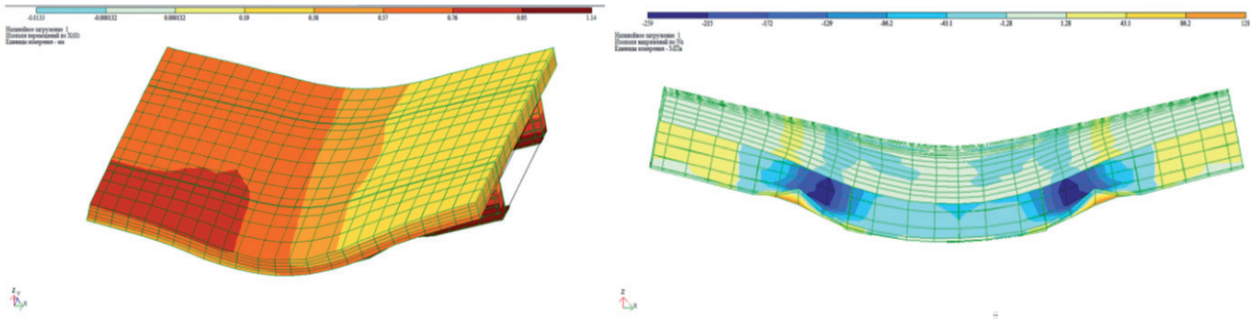 -0.0133 -0.000132 0.000132 0.19 0.38 0.57 0.76 0.95 1.14
Нелинейное загружение 1
Изополя перемещений по X(G)
Единицы измерения - мм
Z Y X
-259 -215 -172 -129 -86.2 -43.1 -1.28 1.28 43.1 86.2 128
Нелинейное загружение 1
Изополя напряжений по Nx
Единицы измерения - МПа
Z X